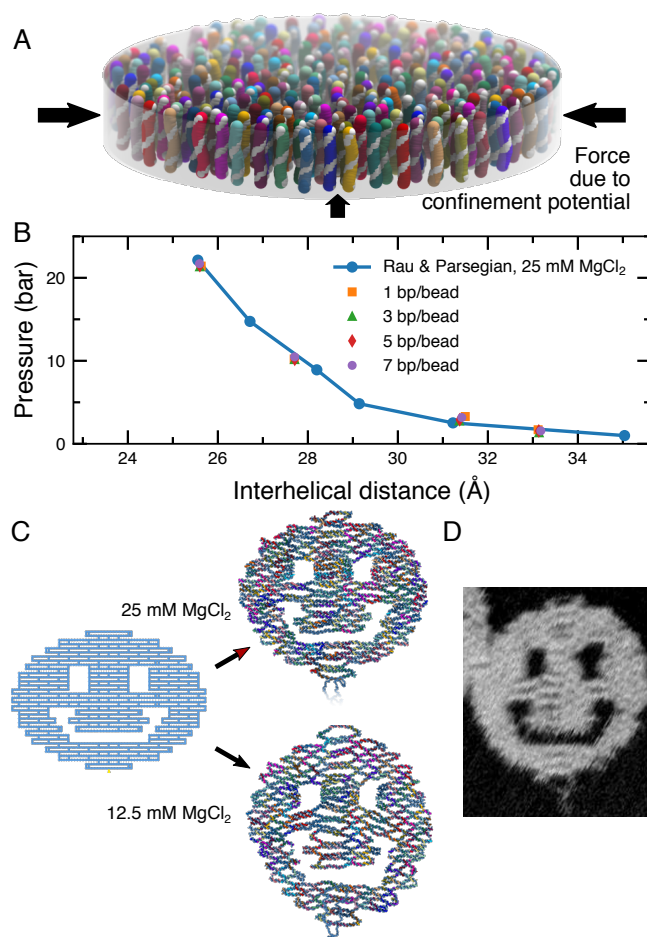 A
Force
due to
confinement potential
B
Pressure (bar)
20
10
0
Rau & Parsegian, 25 mM MgCl₂
1 bp/bead
3 bp/bead
5 bp/bead
7 bp/bead
24 26 28 30 32 34
Interhelical distance (Å)
C
D
25 mM MgCl₂
12.5 mM MgCl₂